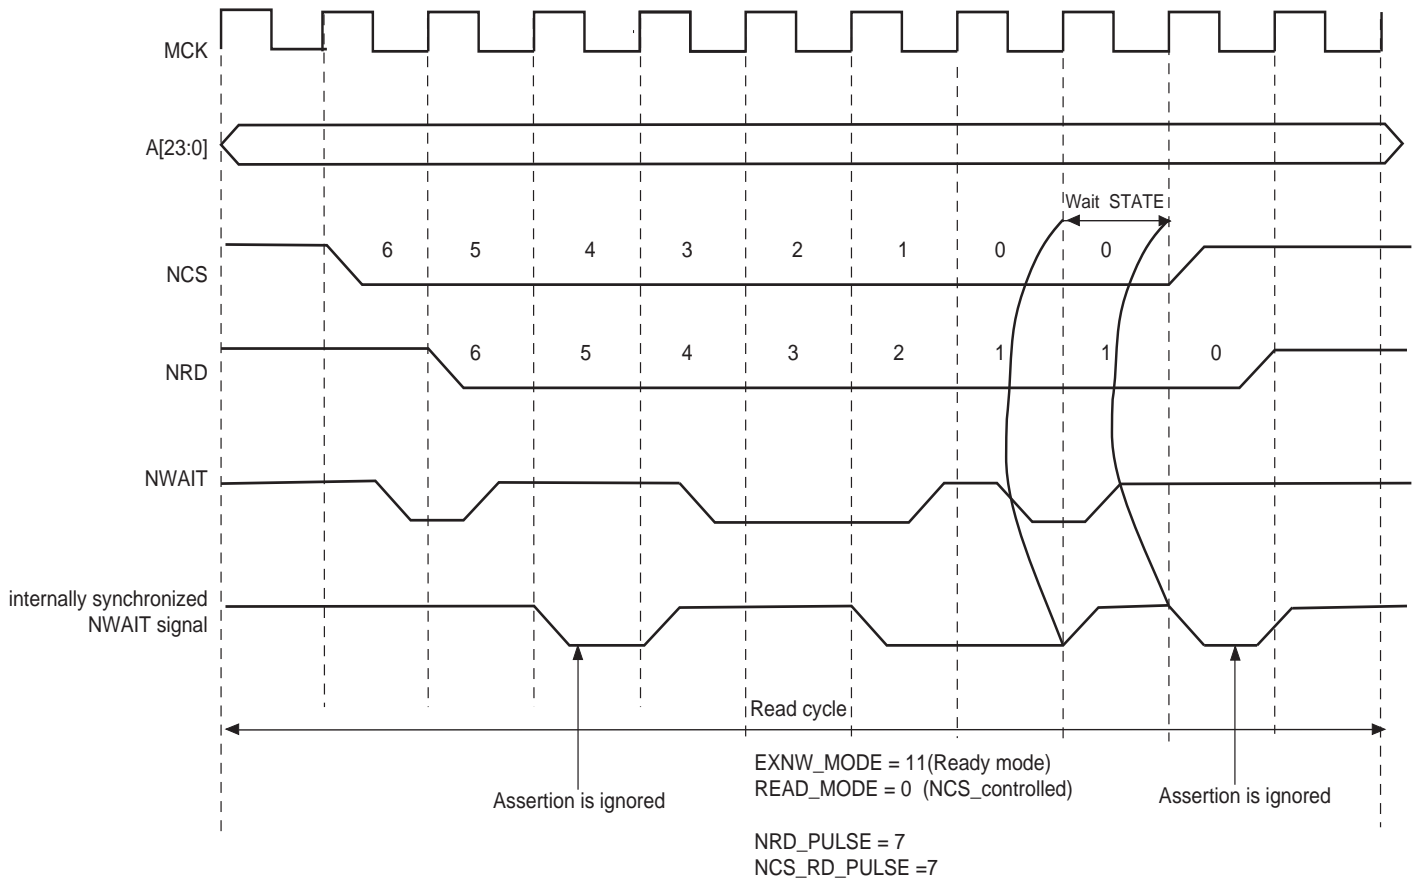 MCK
A[23:0]
Wait STATE
6 5 4 3 2 1 0 0
NCS
6 5 4 3 2 1 1 0
NRD
NWAIT
internally synchronized
NWAIT signal
Read cycle
EXNW_MODE = 11(Ready mode)
READ_MODE = 0 (NCS_controlled)
Assertion is ignored
Assertion is ignored
NRD_PULSE = 7
NCS_RD_PULSE =7